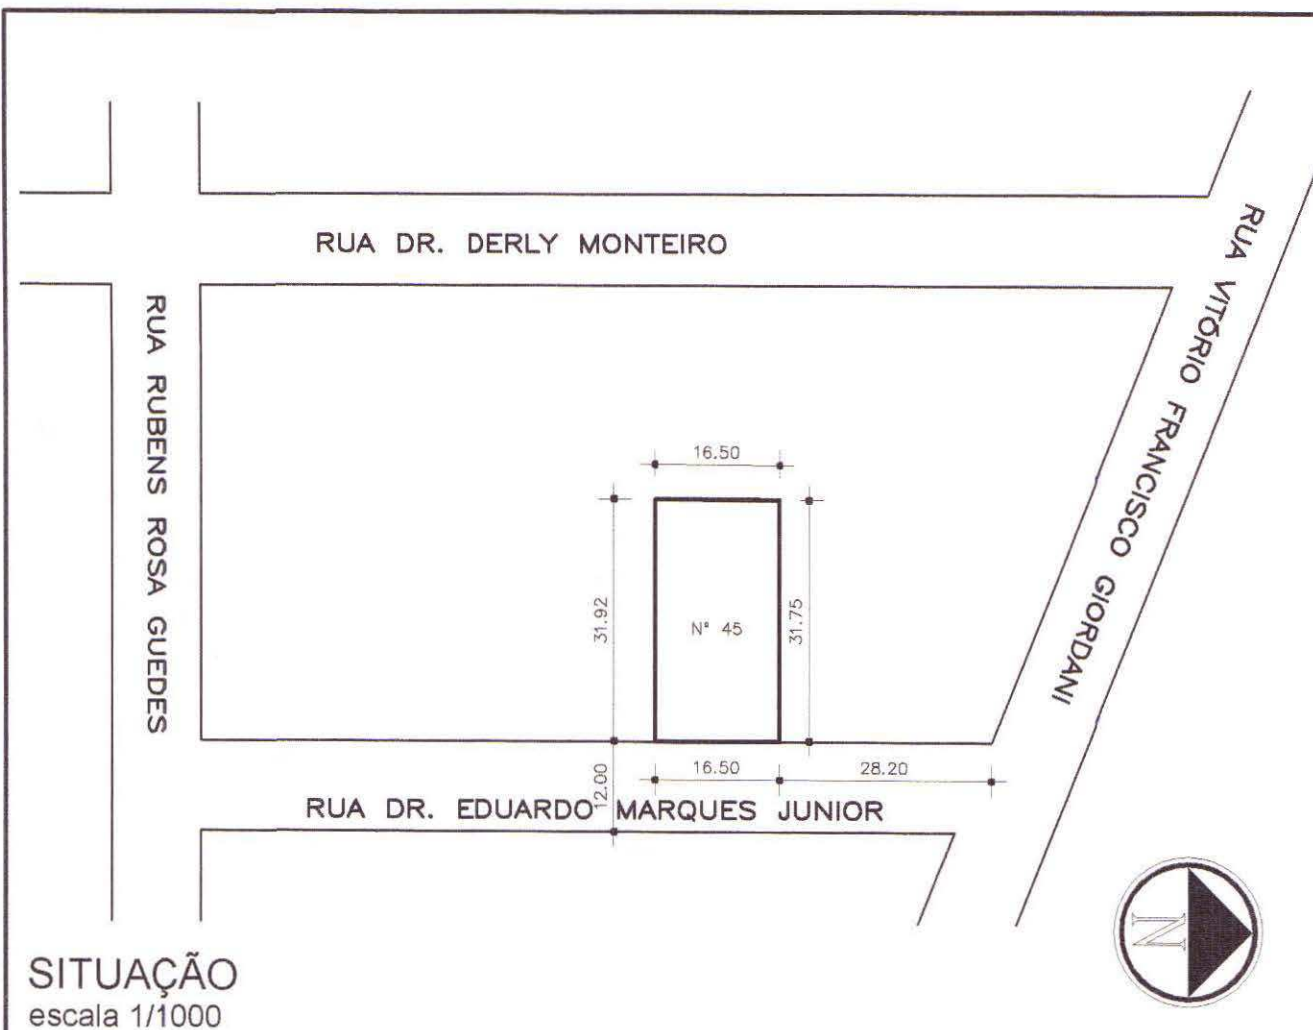 RUA DR. DERLY MONTEIRO
RUA VITÓRIO FRANCISCO GIORDANI
RUA RUBENS ROSA GUEDES
16.50
31.92
N° 45
31.75
16.50
28.20
12.00
RUA DR. EDUARDO MARQUES JUNIOR
N
SITUAÇÃO
escala 1/1000